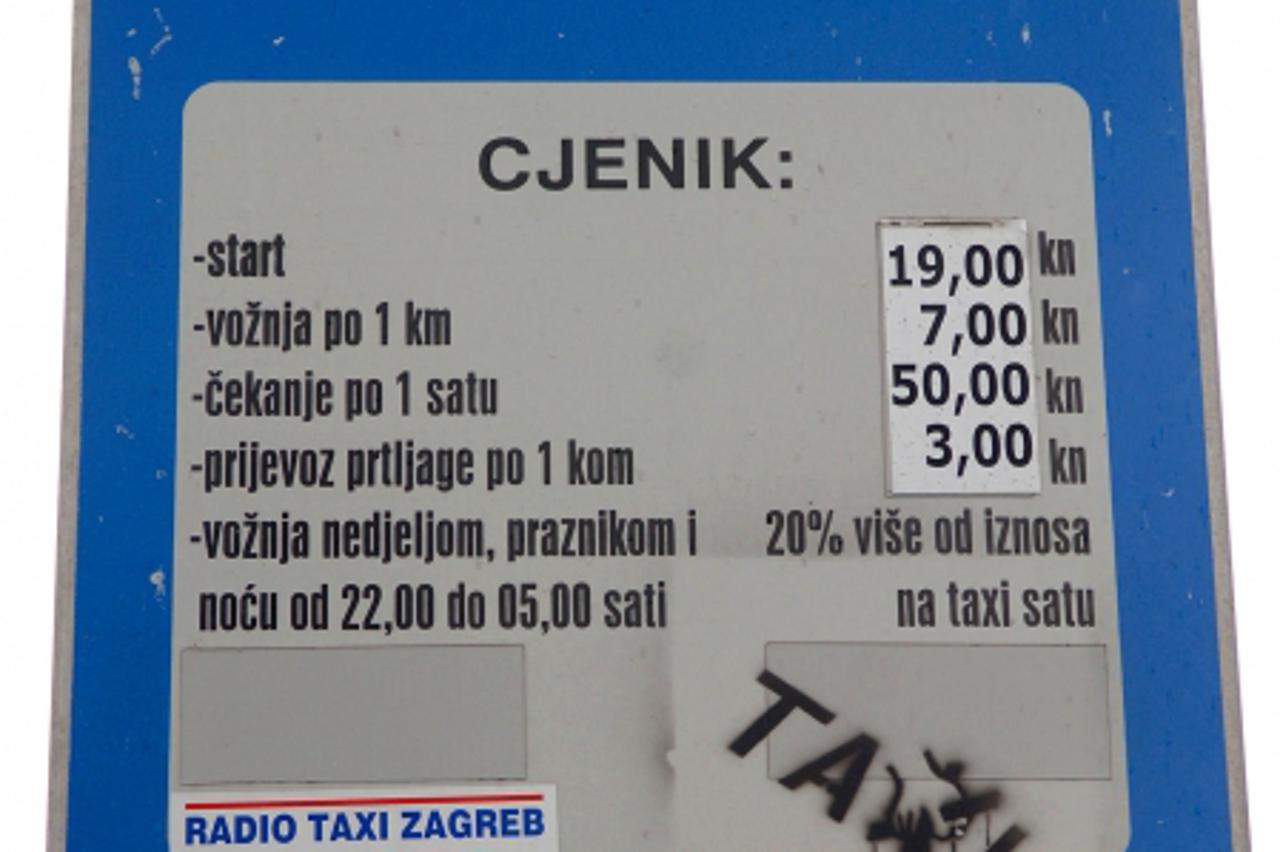 CJENIK:
-start 19,00 kn
-vožnja po 1 km 7,00 kn
-čekanje po 1 satu 50,00 kn
-prijevoz prtljage po 1 kom 3,00 kn
-vožnja nedjeljom, praznikom i 20% više od iznosa
noću od 22,00 do 05,00 sati na taxi satu
RADIO TAXI ZAGREB